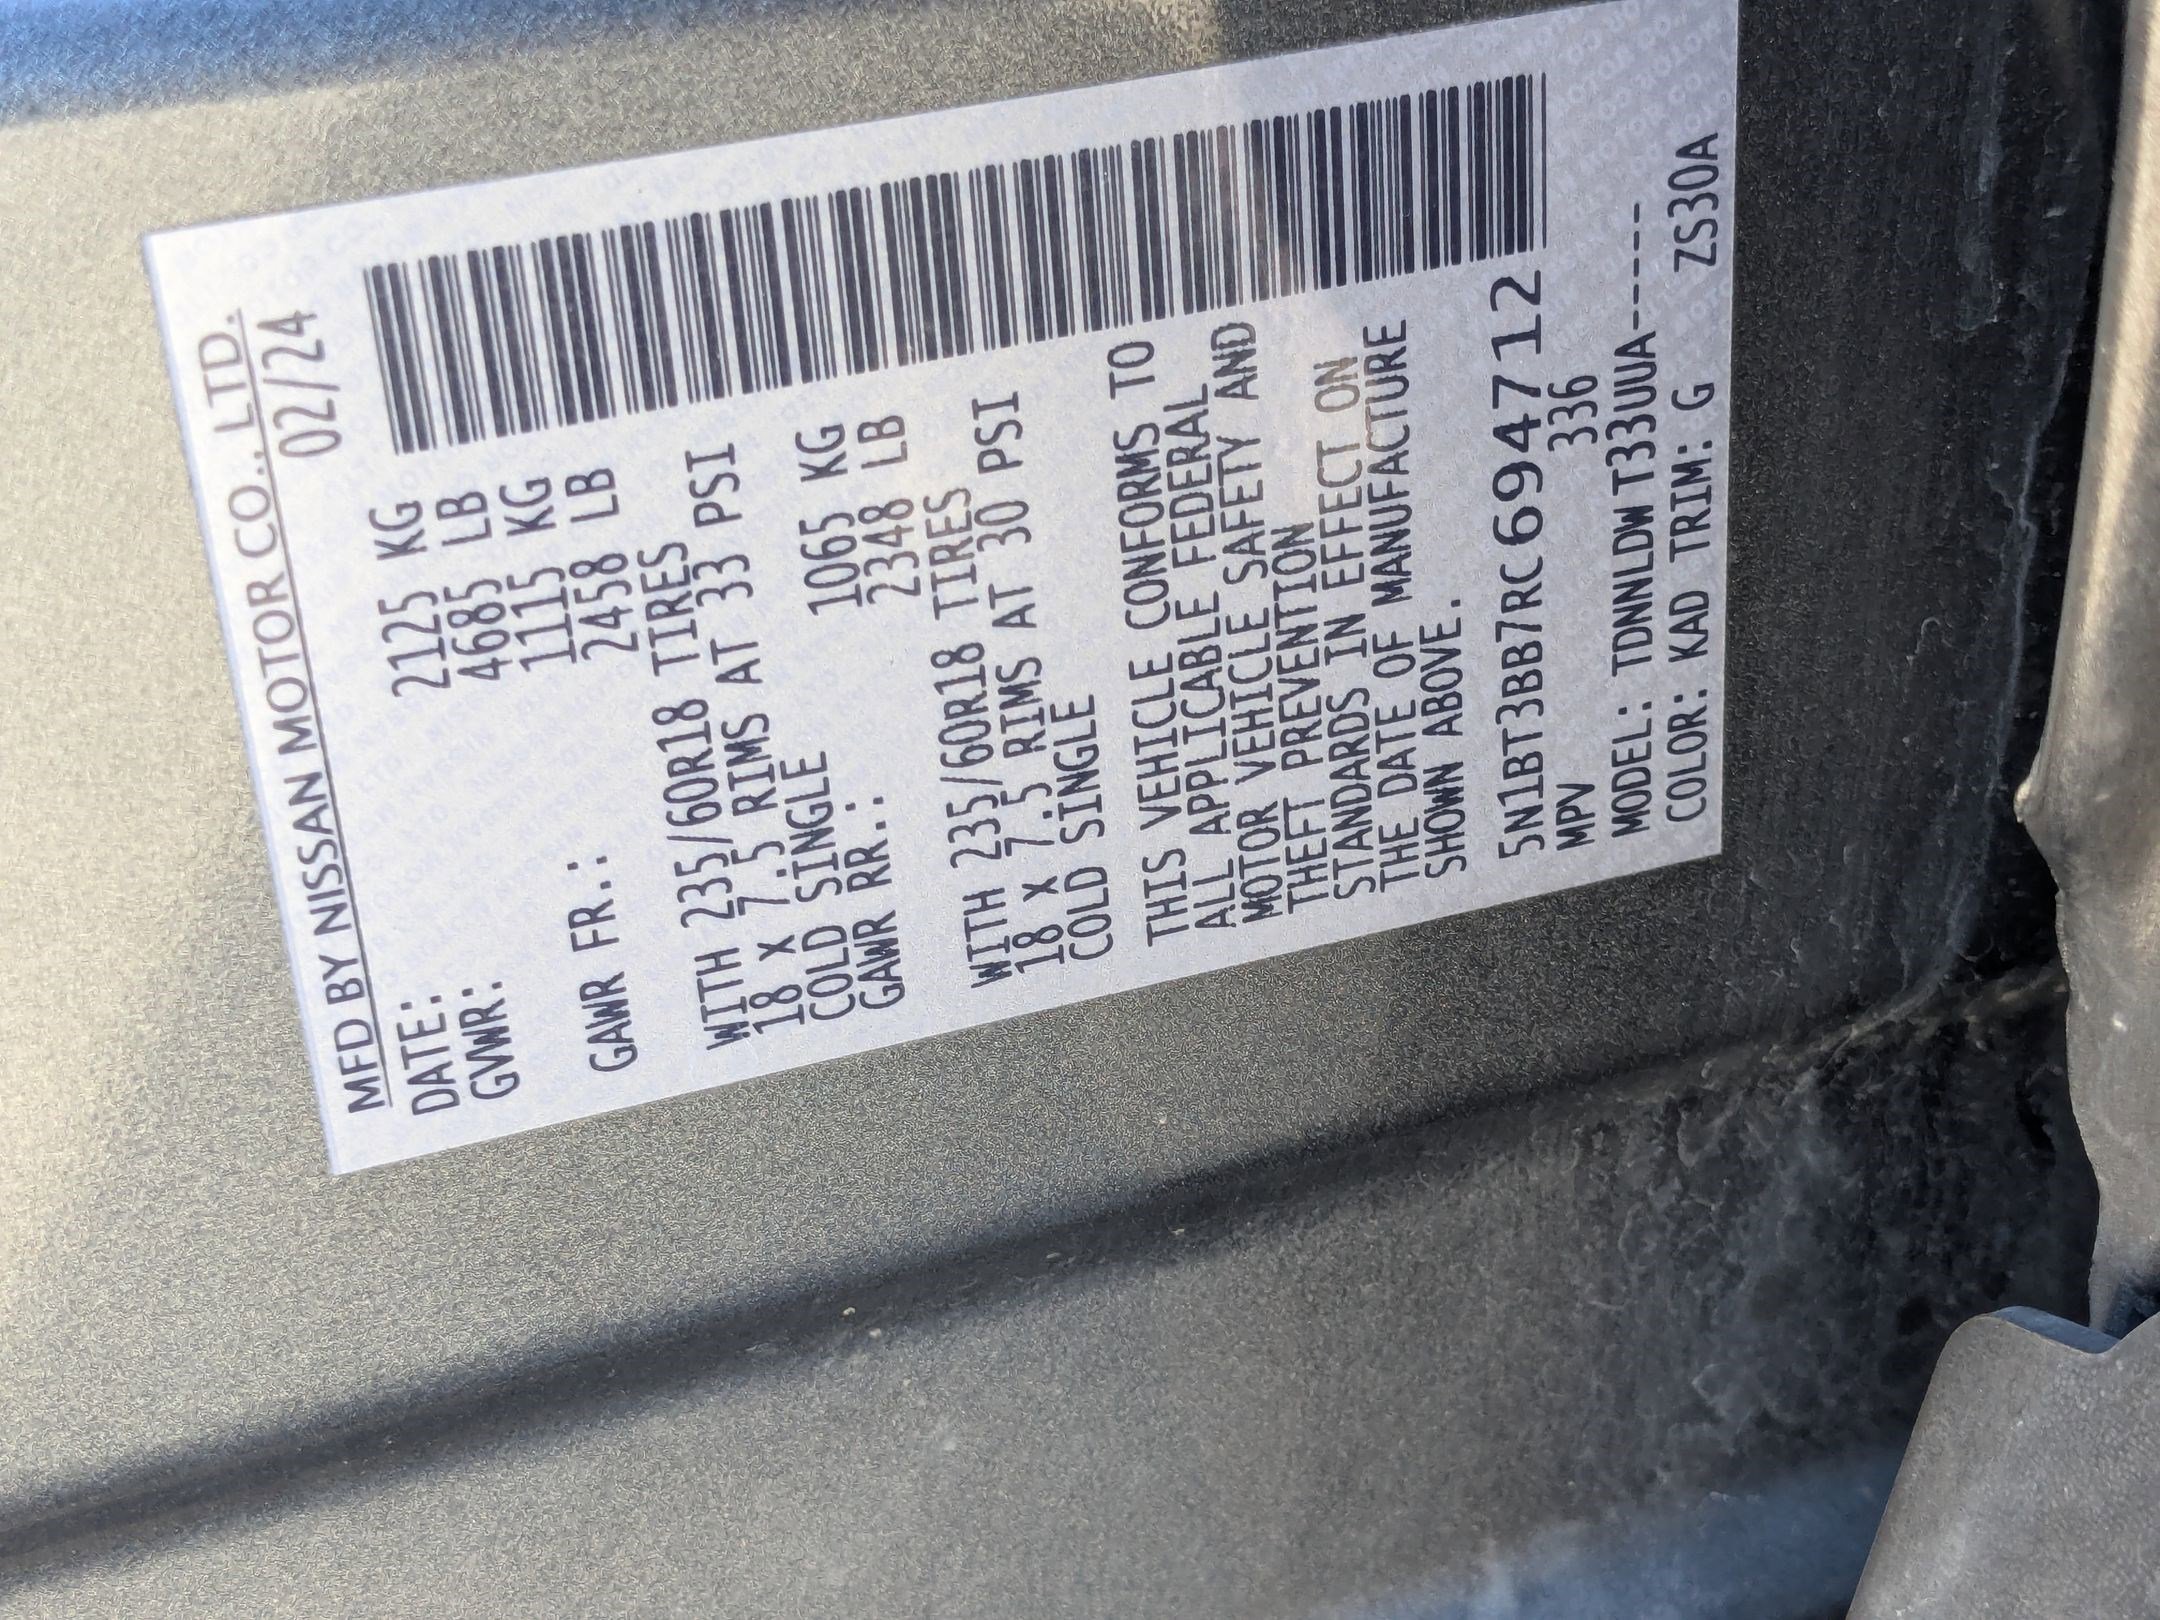 MFD BY NISSAN MOTOR CO., LTD.
DATE: 02/24
GVWR: 2125 KG
4685 LB
GAWR FR.: 1115 KG
2458 LB
WITH 235/60R18 TIRES
18 X 7.5 RIMS AT 33 PSI
COLD SINGLE
GAWR RR.: 1065 KG
2348 LB
WITH 235/60R18 TIRES
18 X 7.5 RIMS AT 30 PSI
COLD SINGLE
THIS VEHICLE CONFORMS TO
ALL APPLICABLE FEDERAL
MOTOR VEHICLE SAFETY AND
THEFT PREVENTION
STANDARDS IN EFFECT ON
THE DATE OF MANUFACTURE
SHOWN ABOVE.
5N1BT3BB7RC694712
MPV 336
MODEL: TDNNLDWT33UUA-----
COLOR: KAD TRIM: G ZS30A